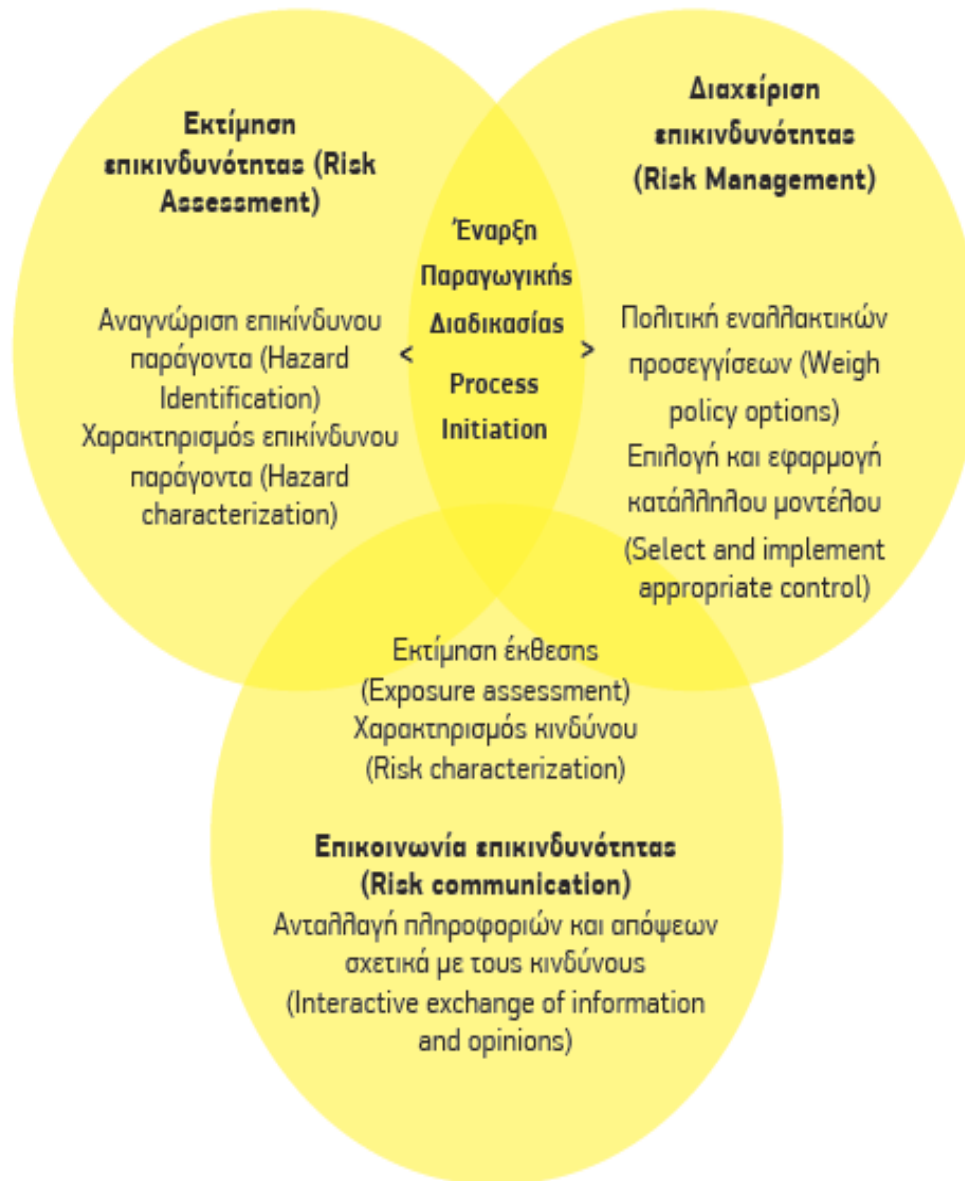 Εκτίμηση
επικινδυνότητας (Risk
Assessment)
Αναγνώριση επικίνδυνου
παράγοντα (Hazard
Identification)
Χαρακτηρισμός επικίνδυνου
παράγοντα (Hazard
characterization)
Έναρξη
Παραγωγικής
Διαδικασίας
< >
Process
Initiation
Διαχείριση
επικινδυνότητας
(Risk Management)
Πολιτική εναλλακτικών
προσεγγίσεων (Weigh
policy options)
Επιλογή και εφαρμογή
κατάλληλου μοντέλου
(Select and implement
appropriate control)
Εκτίμηση έκθεσης
(Exposure assessment)
Χαρακτηρισμός κινδύνου
(Risk characterization)
Επικοινωνία επικινδυνότητας
(Risk communication)
Ανταλλαγή πληροφοριών και απόψεων
σχετικά με τους κινδύνους
(Interactive exchange of information
and opinions)